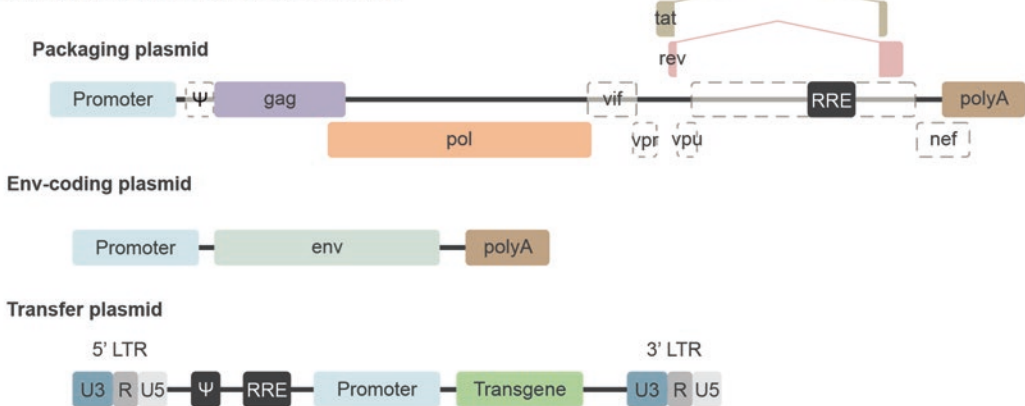 tat
Packaging plasmid
rev
Promoter Ψ gag vif RRE polyA
pol vpr vpu nef
Env-coding plasmid
Promoter env polyA
Transfer plasmid
5’ LTR 3’ LTR
U3 R U5 Ψ RRE Promoter Transgene U3 R U5